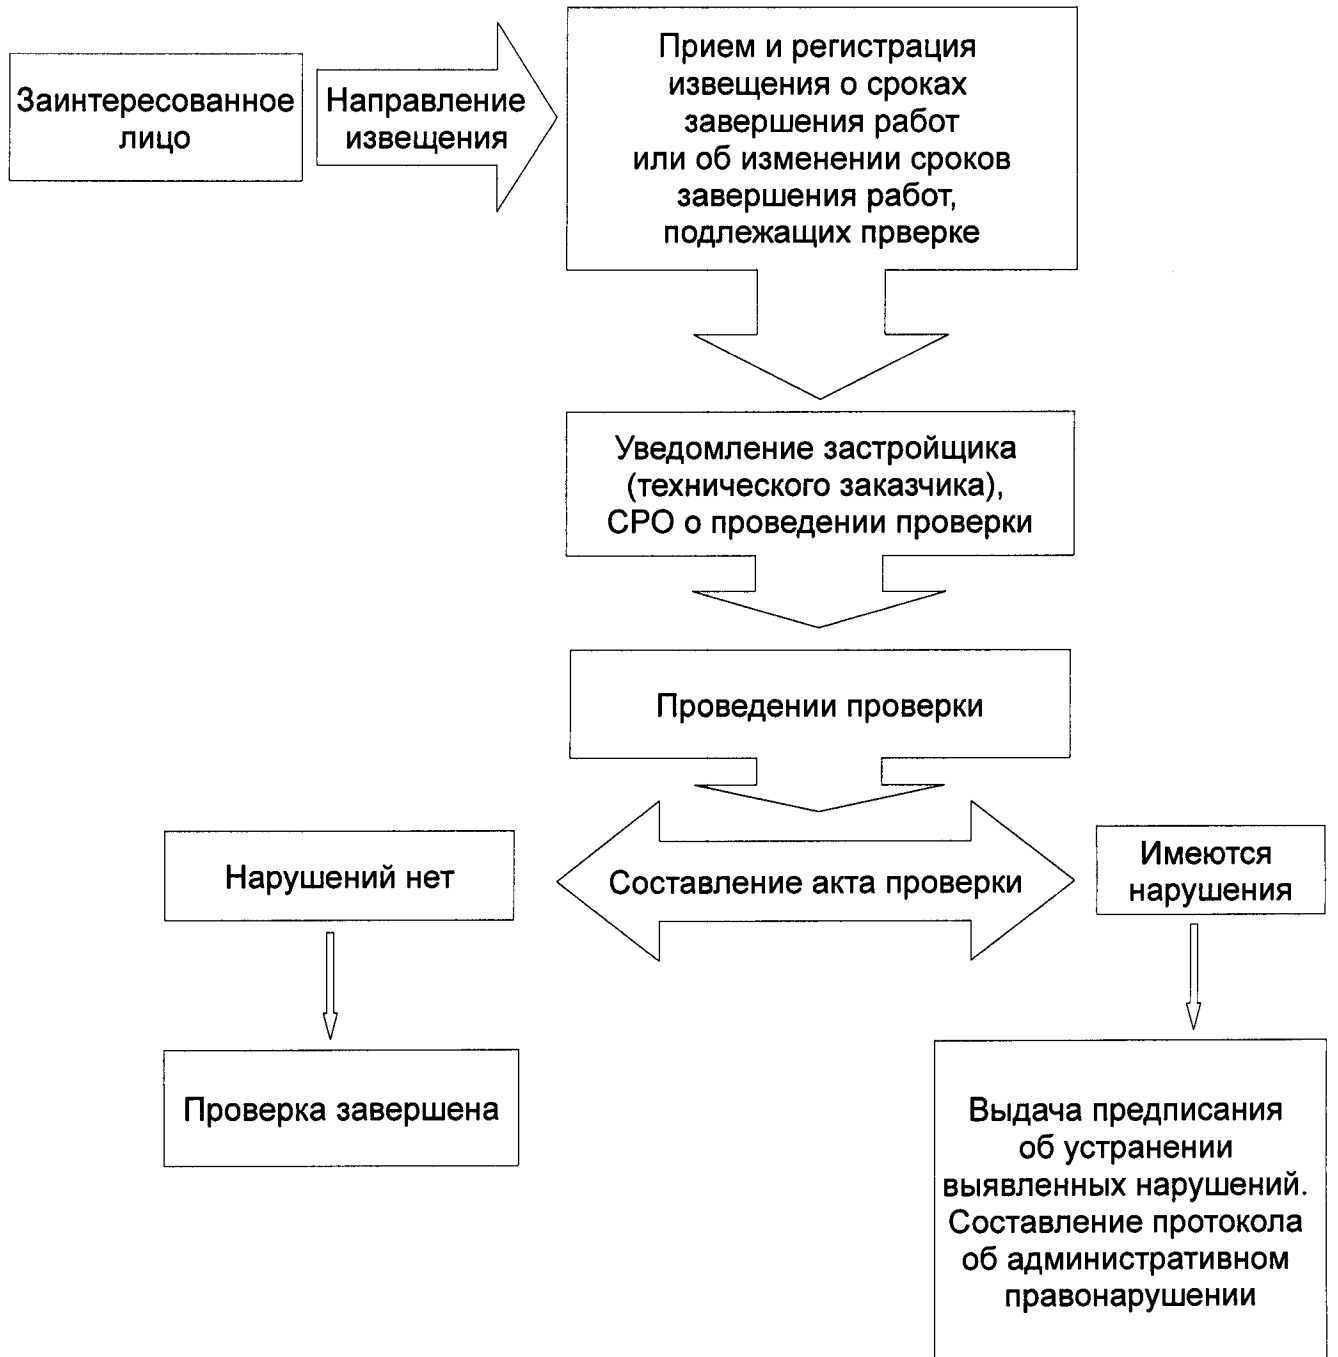 Заинтересованное
лицо
Направление
извещения
Прием и регистрация
извещения о сроках
завершения работ
или об изменении сроков
завершения работ,
подлежащих прверке
Уведомление застройщика
(технического заказчика),
СРО о проведении проверки
Проведении проверки
Нарушений нет
Составление акта проверки
Имеются
нарушения
Проверка завершена
Выдача предписания
об устранении
выявленных нарушений.
Составление протокола
об административном
правонарушении